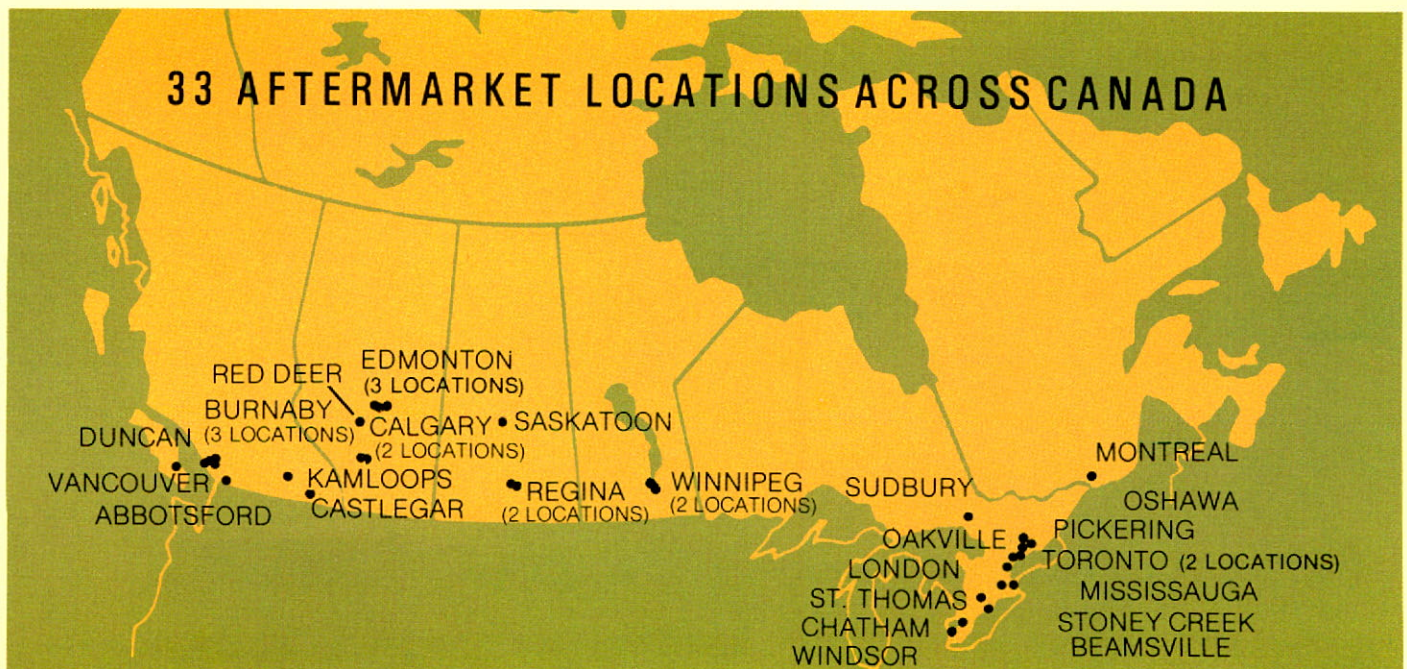 33 AFTERMARKET LOCATIONS ACROSS CANADA
EDMONTON
(3 LOCATIONS)
RED DEER
BURNABY
(3 LOCATIONS)
CALGARY
(2 LOCATIONS)
SASKATOON
DUNCAN
VANCOUVER
ABBOTSFORD
KAMLOOPS
CASTLEGAR
REGINA
(2 LOCATIONS)
WINNIPEG
(2 LOCATIONS)
SUDBURY
MONTREAL
OSHAWA
PICKERING
OAKVILLE
TORONTO (2 LOCATIONS)
LONDON
MISSISSAUGA
ST. THOMAS
STONEY CREEK
CHATHAM
BEAMSVILLE
WINDSOR